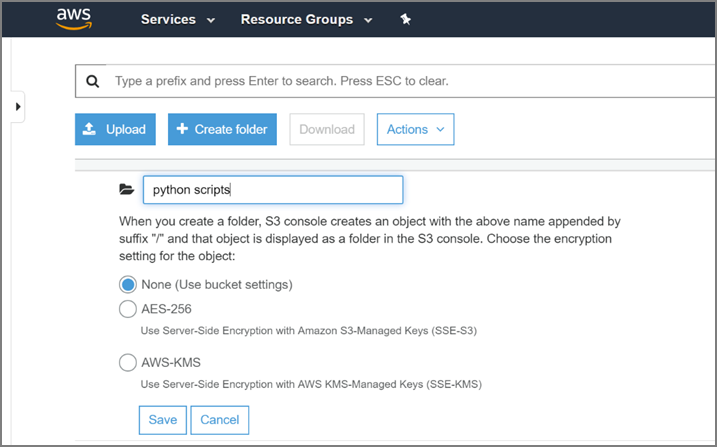 aws Services Resource Groups
Type a prefix and press Enter to search. Press ESC to clear.
Upload Create folder Download Actions
python scripts
When you create a folder, S3 console creates an object with the above name appended by
suffix "/" and that object is displayed as a folder in the S3 console. Choose the encryption
setting for the object:
None (Use bucket settings)
AES-256
Use Server-Side Encryption with Amazon S3-Managed Keys (SSE-S3)
AWS-KMS
Use Server-Side Encryption with AWS KMS-Managed Keys (SSE-KMS)
Save Cancel